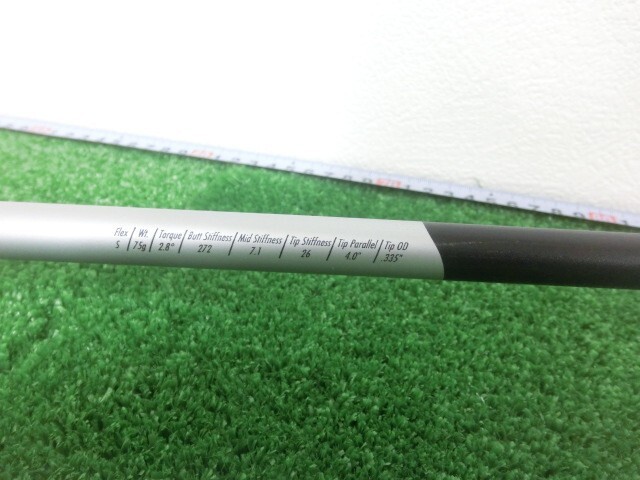 Flex Wt. Torque Butt Stiffness Mid Stiffness Tip Stiffness Tip Parallel Tip OD
S 75g 2.8° 272 7.1 26 4.0" .335"